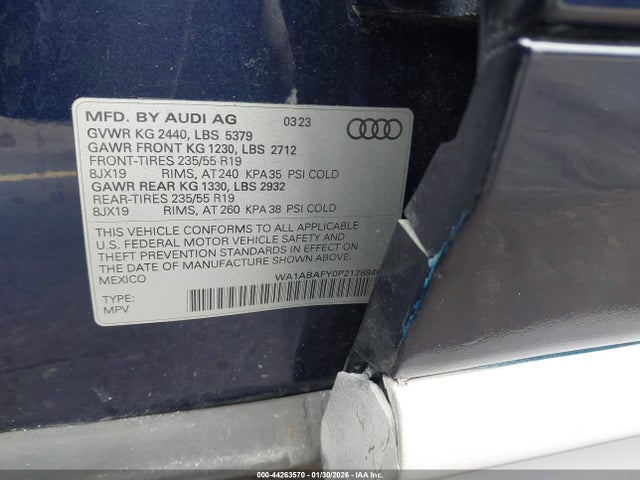 MFD. BY AUDI AG 03 23
GVWR KG 2440, LBS 5379
GAWR FRONT KG 1230, LBS 2712
FRONT-TIRES 235/55 R19
8JX19 RIMS, AT 240 KPA 35 PSI COLD
GAWR REAR KG 1330, LBS 2932
REAR-TIRES 235/55 R19
8JX19 RIMS, AT 260 KPA 38 PSI COLD
THIS VEHICLE CONFORMS TO ALL APPLICABLE
U.S. FEDERAL MOTOR VEHICLE SAFETY AND
THEFT PREVENTION STANDARDS IN EFFECT ON
THE DATE OF MANUFACTURE SHOWN ABOVE.
MEXICO
TYPE:
MPV
00-44263570 — 01/30/2026 - IAAI.COM